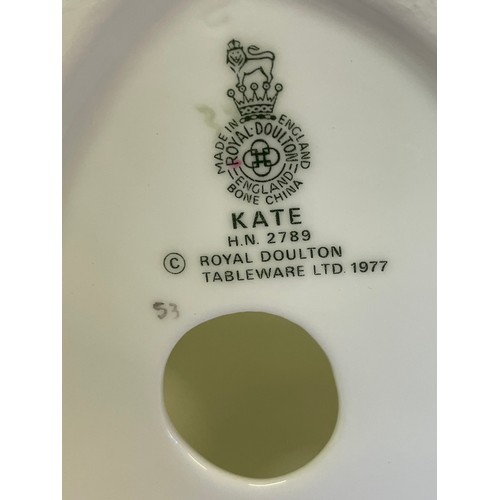 MADE IN ENGLAND
ROYAL·DOULTON
ENGLAND
BONE CHINA
KATE
H.N. 2789
© ROYAL DOULTON
TABLEWARE LTD. 1977
53